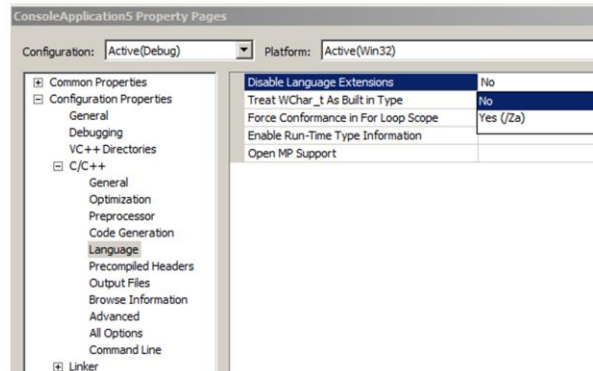 ConsoleApplication5 Property Pages
Configuration: Active(Debug) Platform: Active(Win32)
Common Properties
Configuration Properties
General
Debugging
VC++ Directories
C/C++
General
Optimization
Preprocessor
Code Generation
Language
Precompiled Headers
Output Files
Browse Information
Advanced
All Options
Command Line
Linker
Disable Language Extensions No
Treat WChar_t As Built in Type No
Force Conformance in For Loop Scope Yes (/Za)
Enable Run-Time Type Information
Open MP Support